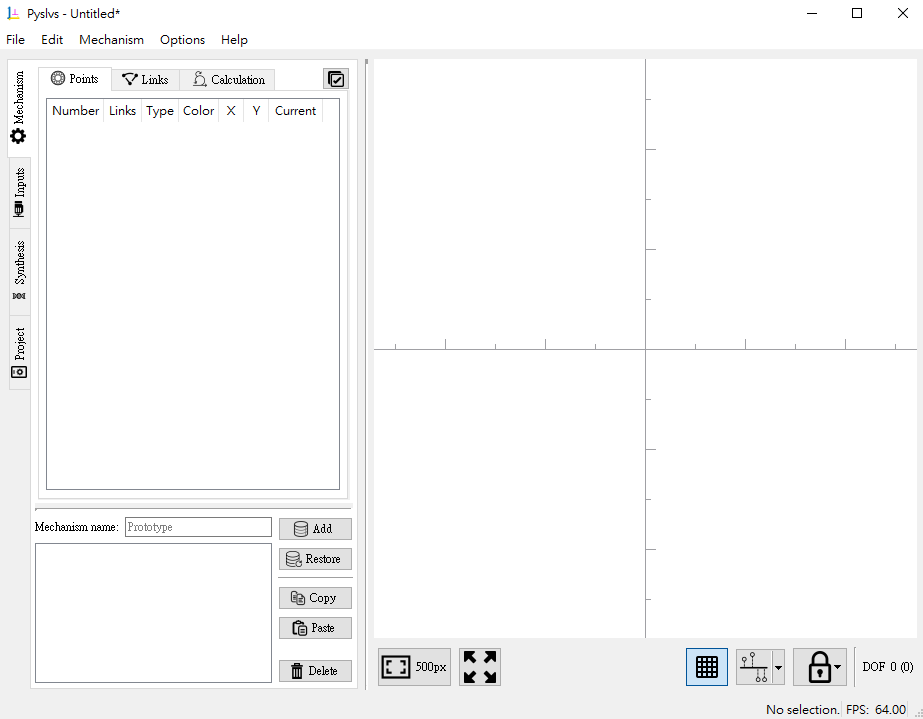 Pyslvs - Untitled*
File Edit Mechanism Options Help
Mechanism
Inputs
Synthesis
Project
Points Links Calculation
Number Links Type Color X Y Current
Mechanism name: Prototype
Add
Restore
Copy
Paste
Delete
500px
DOF 0 (0)
No selection. FPS: 64.00